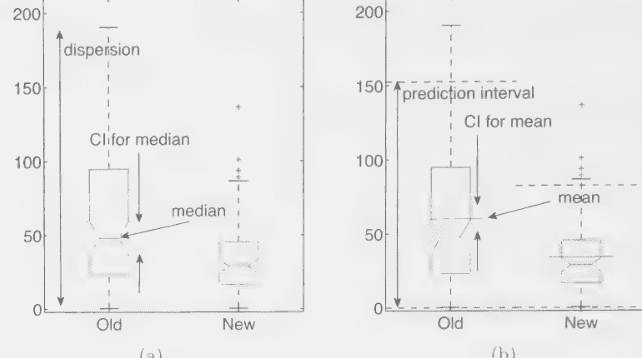 200
150
100
50
0
dispersion
CI for median
median
Old
New
(a)
200
150
100
50
0
prediction interval
CI for mean
mean
Old
New
(b)